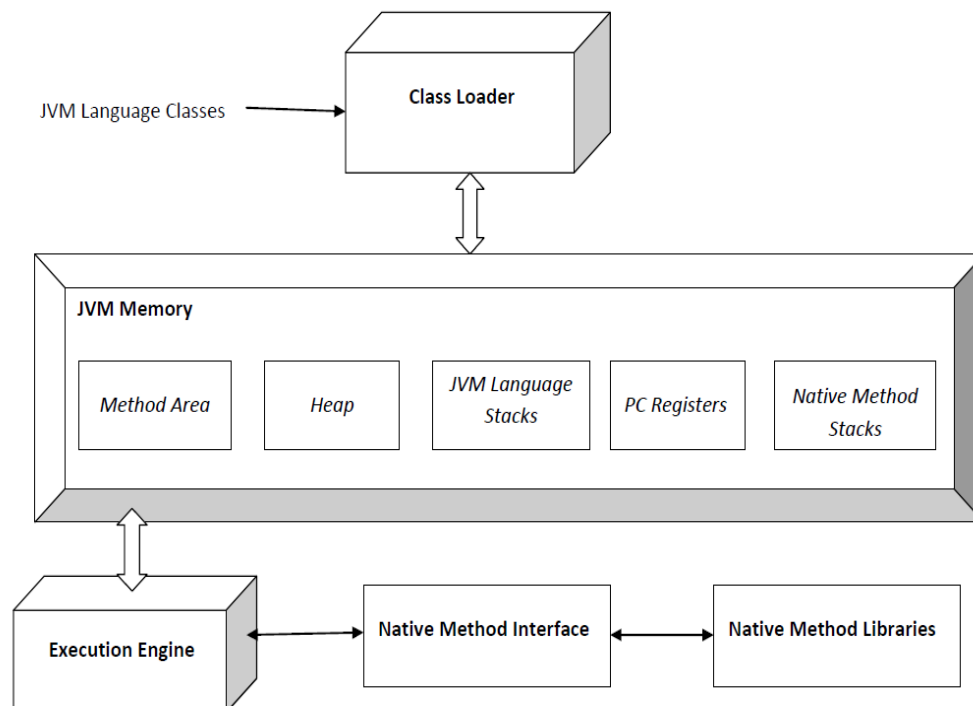 Class Loader
JVM Language Classes
JVM Memory
Method Area
Heap
JVM Language
Stacks
PC Registers
Native Method
Stacks
Execution Engine
Native Method Interface
Native Method Libraries